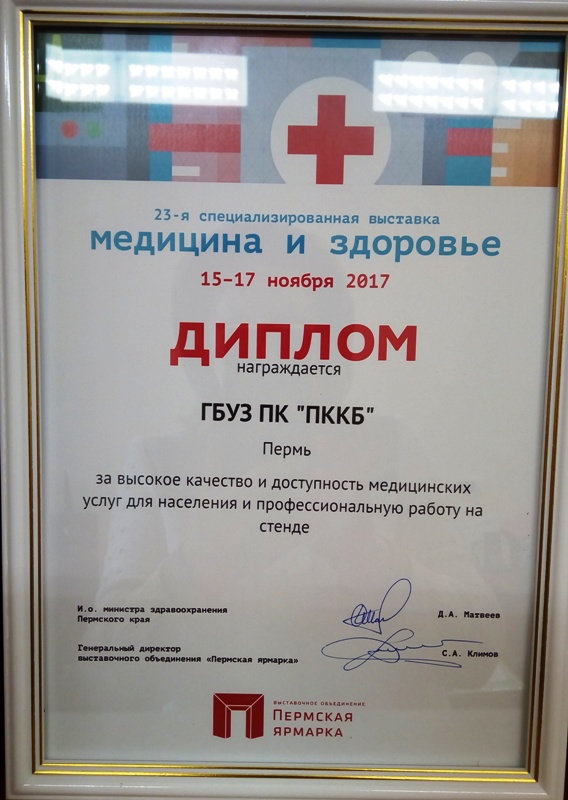 23-я специализированная выставка
медицина и здоровье
15–17 ноября 2017
ДИПЛОМ
награждается
ГБУЗ ПК "ПККБ"
Пермь
за высокое качество и доступность медицинских
услуг для населения и профессиональную работу на
стенде
И.о. министра здравоохранения
Пермского края
Д.А. Матвеев
Генеральный директор
выставочного объединения «Пермская ярмарка»
С.А. Климов
ВЫСТАВОЧНОЕ ОБЪЕДИНЕНИЕ
ПЕРМСКАЯ
ЯРМАРКА